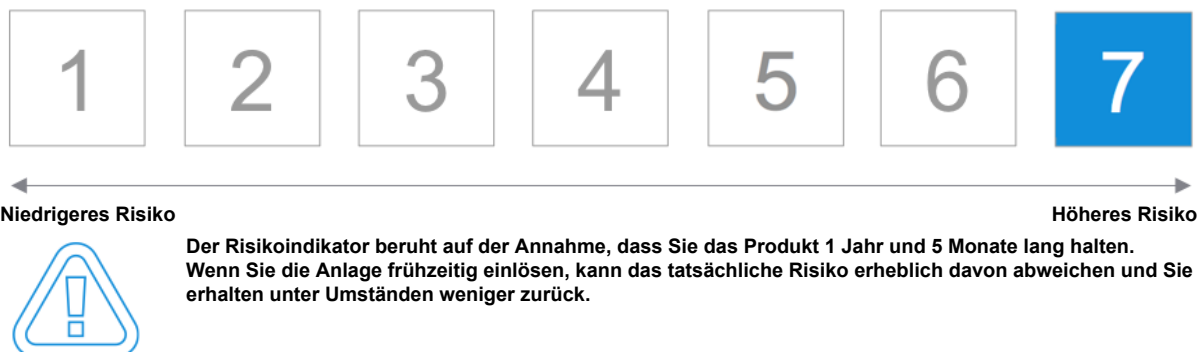 1 2 3 4 5 6 7
Niedrigeres Risiko Höheres Risiko
Der Risikoindikator beruht auf der Annahme, dass Sie das Produkt 1 Jahr und 5 Monate lang halten.
Wenn Sie die Anlage frühzeitig einlösen, kann das tatsächliche Risiko erheblich davon abweichen und Sie
erhalten unter Umständen weniger zurück.